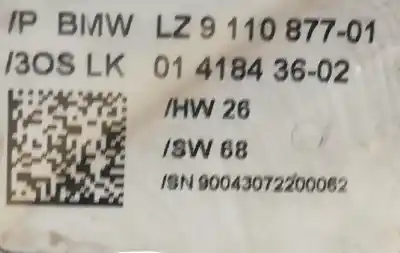 /P BMW LZ 9 110 877-01
/3OS LK 01 4184 36-02
/HW 26
/SW 68
/SN 90043072200062